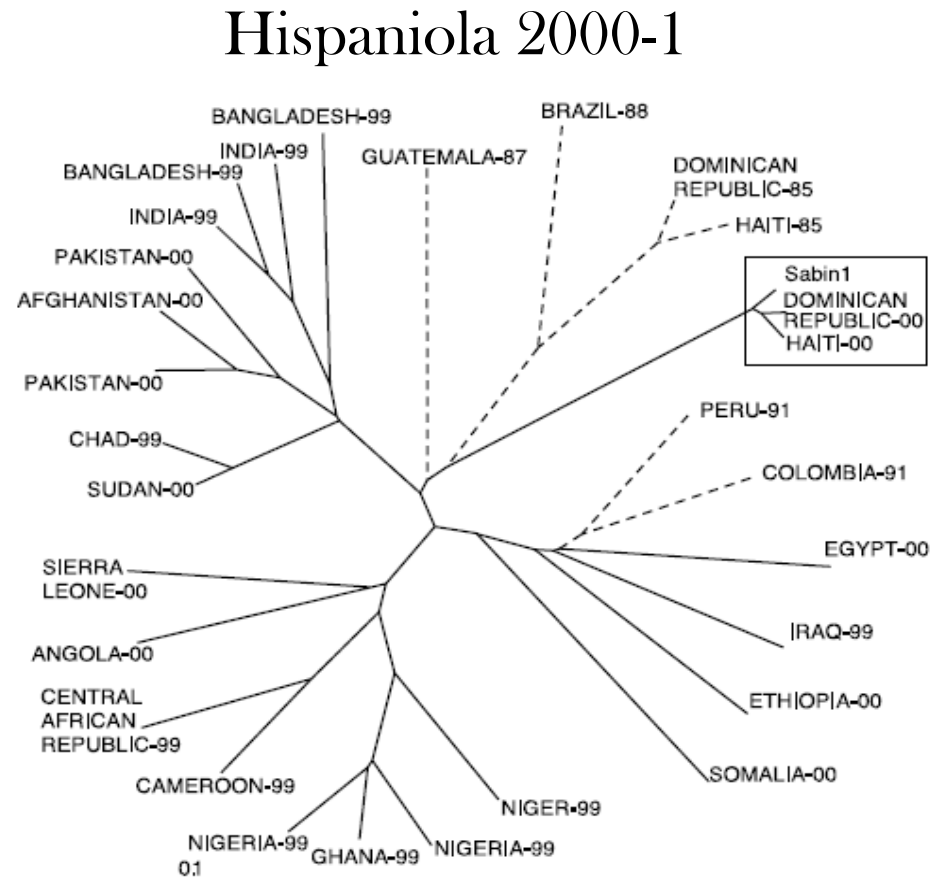 Hispaniola 2000-1
BANGLADESH-99
BRAZIL-88
INDIA-99
GUATEMALA-87
BANGLADESH-99
DOMINICAN
REPUBLIC-85
INDIA-99
HAITI-85
PAKISTAN-00
Sabin1
AFGHANISTAN-00
DOMINICAN
REPUBLIC-00
HAITI-00
PAKISTAN-00
PERU-91
CHAD-99
COLOMBIA-91
SUDAN-00
EGYPT-00
SIERRA
LEONE-00
IRAQ-99
ANGOLA-00
CENTRAL
AFRICAN
REPUBLIC-99
ETHIOPIA-00
SOMALIA-00
CAMEROON-99
NIGER-99
NIGERIA-99
GHANA-99
NIGERIA-99
0.1